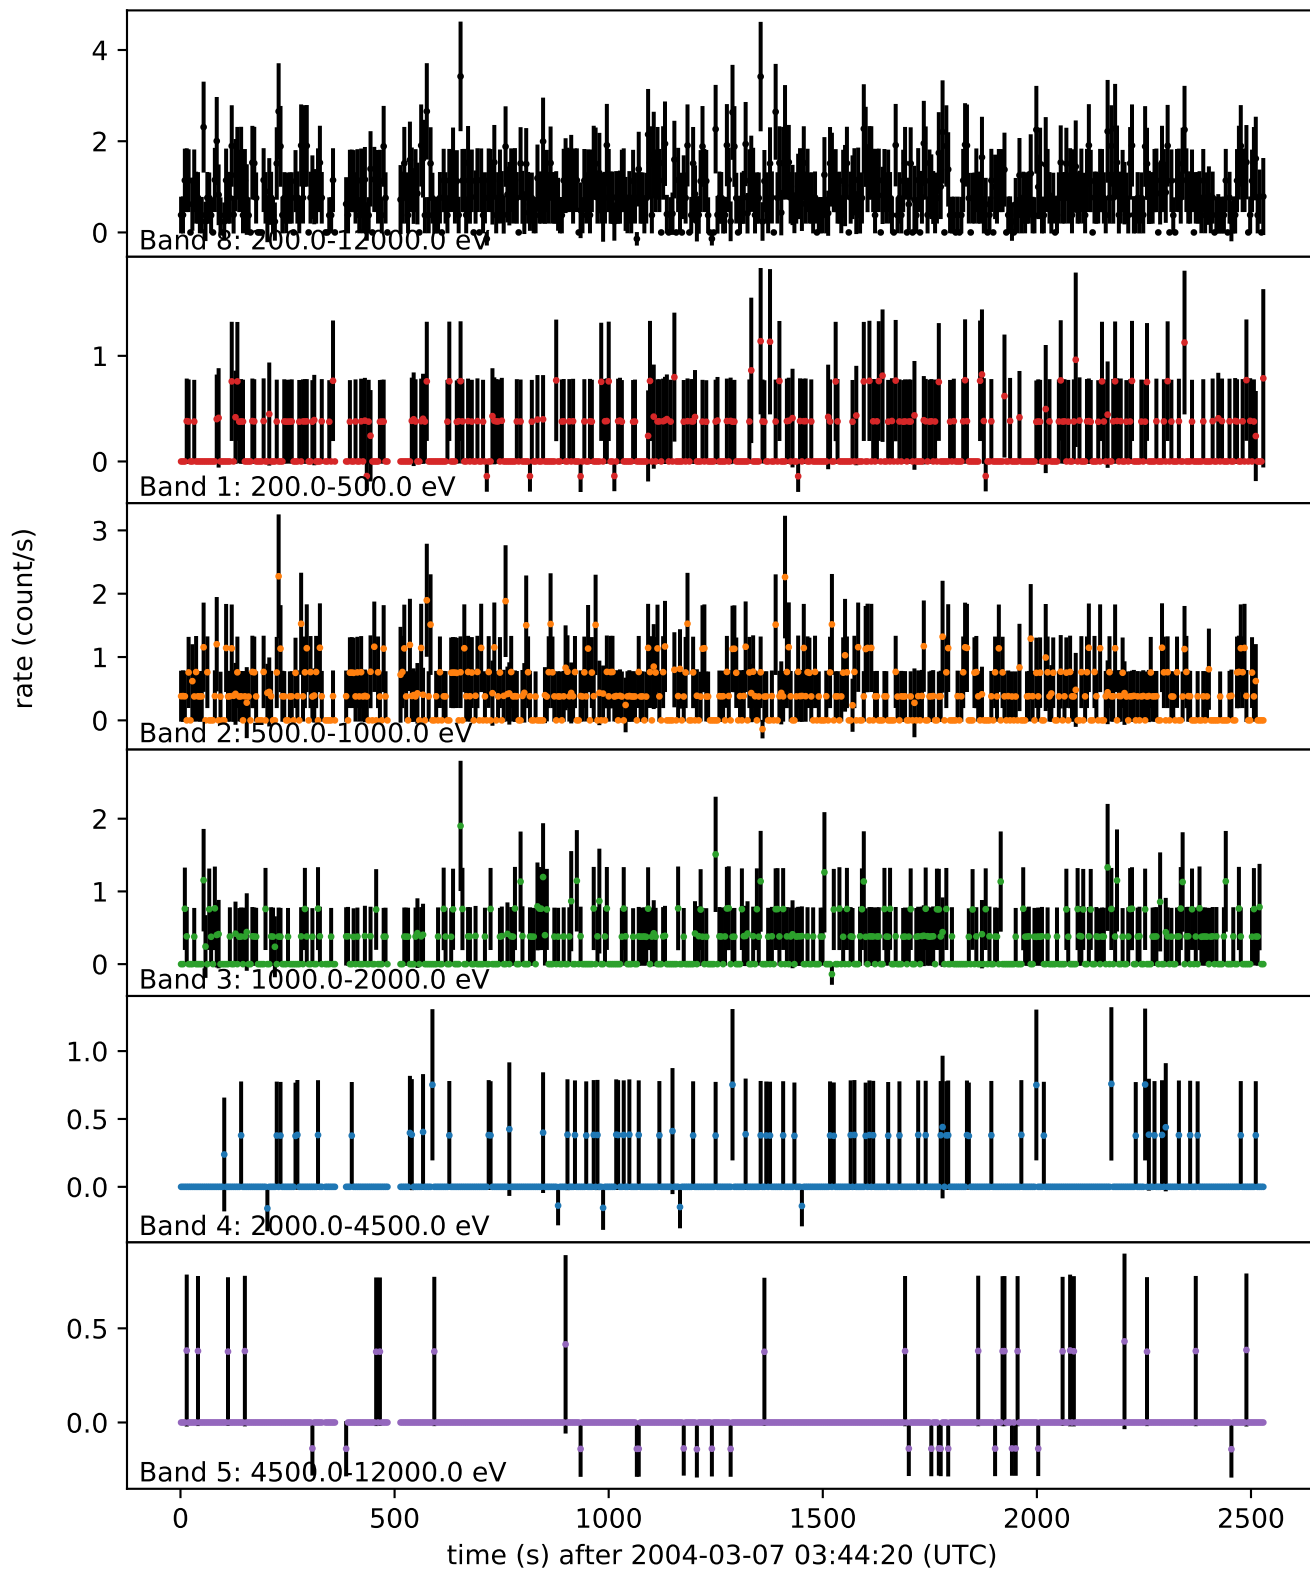 4
2
0
Band 8: 200.0-12000.0 eV
1
0
Band 1: 200.0-500.0 eV
3
2
1
0
Band 2: 500.0-1000.0 eV
rate (count/s)
2
1
0
Band 3: 1000.0-2000.0 eV
1.0
0.5
0.0
Band 4: 2000.0-4500.0 eV
0.5
0.0
Band 5: 4500.0-12000.0 eV
0 500 1000 1500 2000 2500
time (s) after 2004-03-07 03:44:20 (UTC)